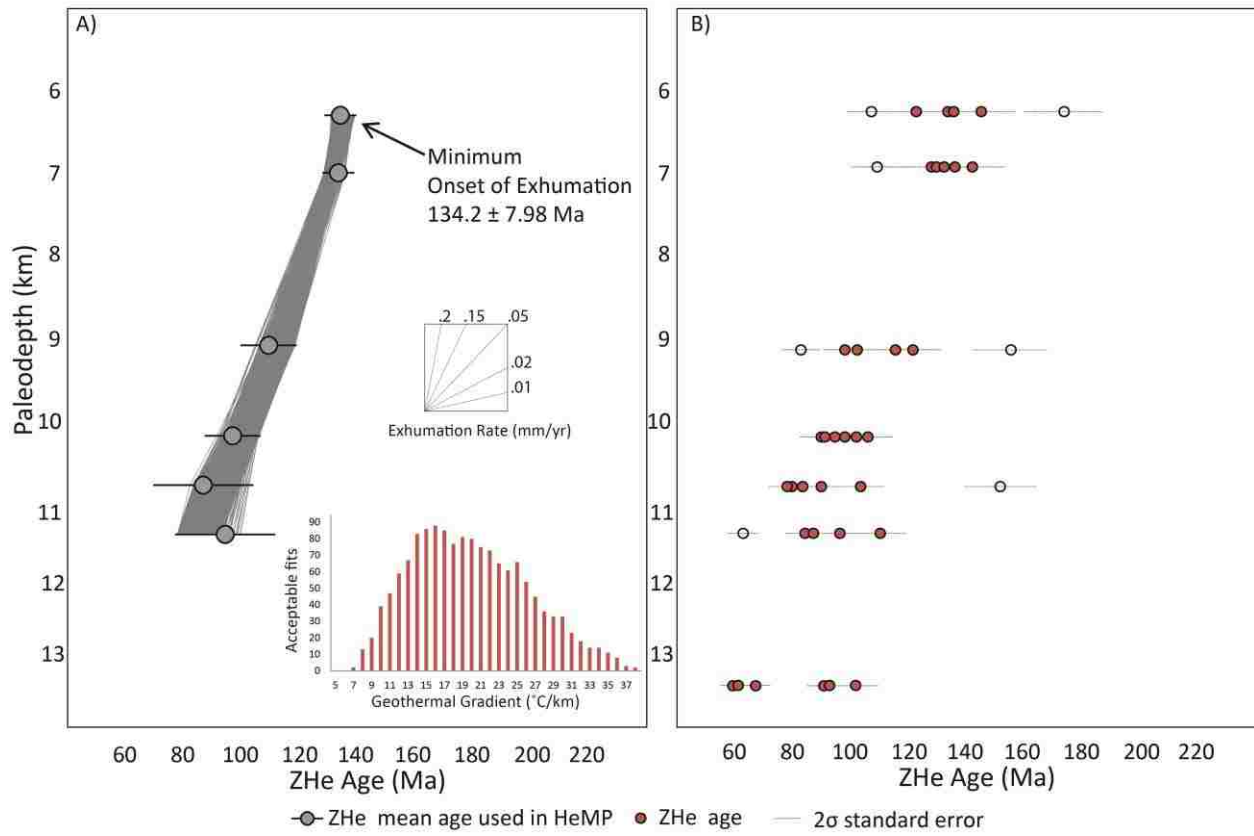 A)
B)
6
7
8
9
10
11
12
13
Paleodepth (km)
Minimum
Onset of Exhumation
134.2 ± 7.98 Ma
.2 .15 .05
.02
.01
Exhumation Rate (mm/yr)
90
80
70
60
50
40
30
20
10
0
Acceptable fits
5 7 9 11 13 15 17 19 21 23 25 27 29 31 33 35 37
Geothermal Gradient (˚C/km)
60 80 100 120 140 160 180 200 220
ZHe Age (Ma)
6
7
8
9
10
11
12
13
60 80 100 120 140 160 180 200 220
ZHe Age (Ma)
ZHe mean age used in HeMP ZHe age 2σ standard error